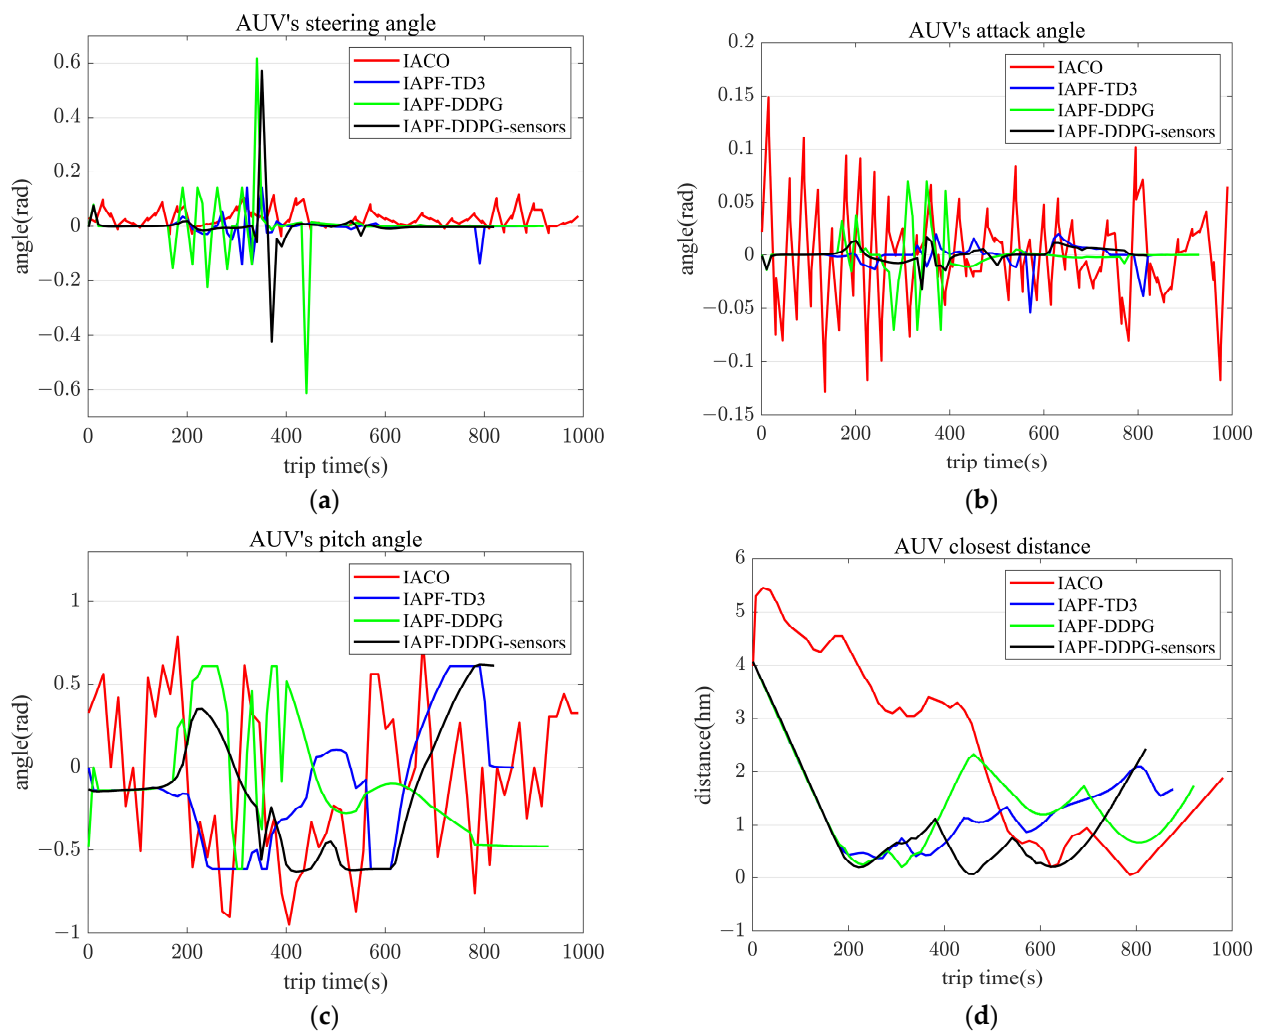 AUV's steering angle
0.6
0.4
0.2
0
−0.2
−0.4
−0.6
angle(rad)
IACO
IAPF-TD3
IAPF-DDPG
IAPF-DDPG-sensors
0 200 400 600 800 1000
trip time(s)
(a)
AUV's attack angle
0.2
0.15
0.1
0.05
0
−0.05
−0.1
−0.15
angle(rad)
IACO
IAPF-TD3
IAPF-DDPG
IAPF-DDPG-sensors
0 200 400 600 800 1000
trip time(s)
(b)
AUV's pitch angle
1
0.5
0
−0.5
−1
angle(rad)
IACO
IAPF-TD3
IAPF-DDPG
IAPF-DDPG-sensors
0 200 400 600 800 1000
trip time(s)
(c)
AUV closest distance
6
5
4
3
2
1
0
−1
distance(hm)
IACO
IAPF-TD3
IAPF-DDPG
IAPF-DDPG-sensors
0 200 400 600 800 1000
trip time(s)
(d)